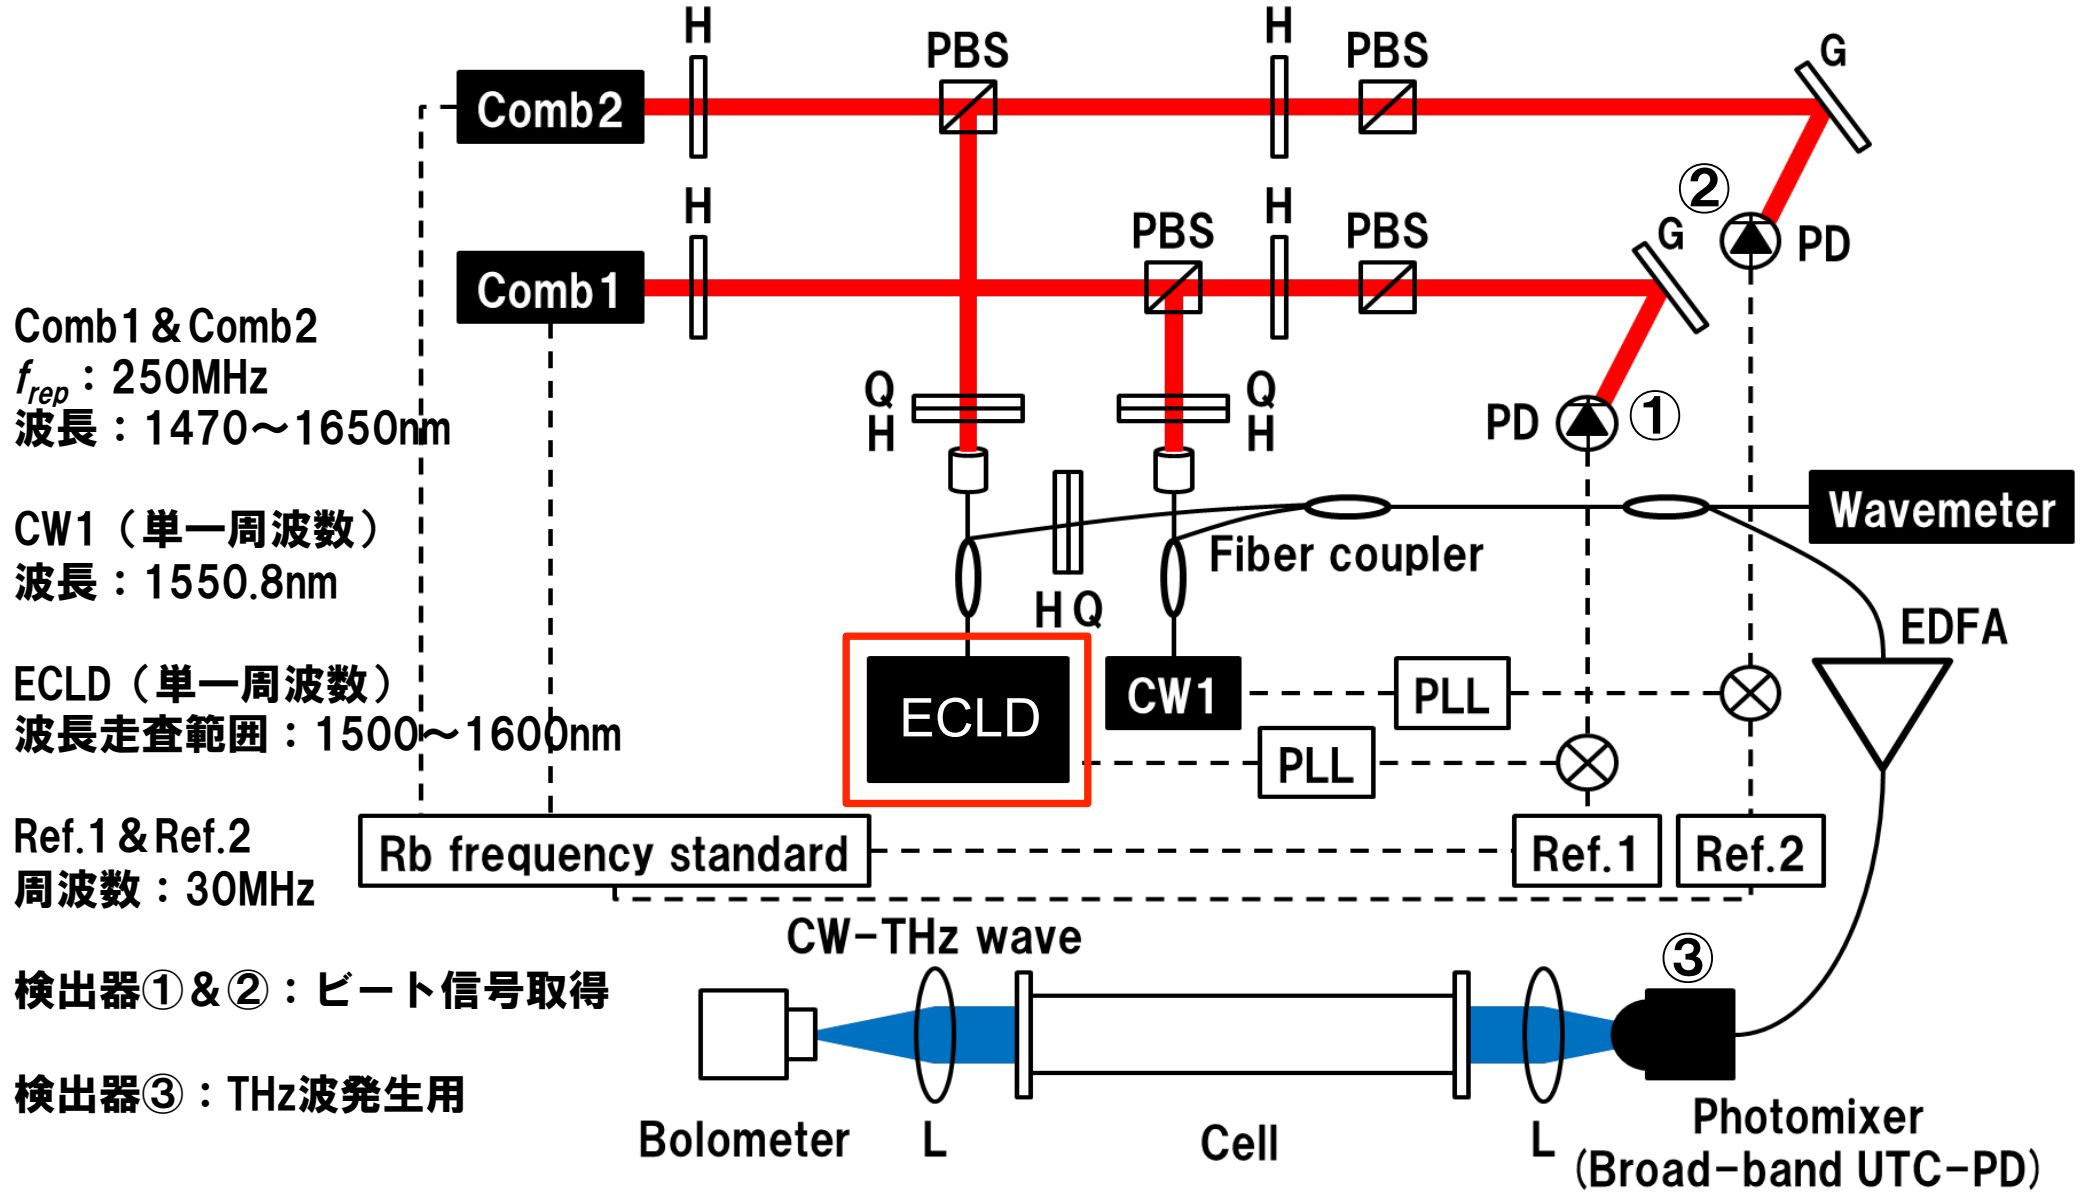 H
PBS
H
PBS
G
Comb2
②
PD
H
PBS
H
PBS
G
Comb1
Comb1&Comb2
frep：250MHz
波長：1470～1650nm
Q
H
Q
H
PD
①
Wavemeter
CW1（単一周波数）
波長：1550.8nm
Fiber coupler
H Q
EDFA
ECLD（単一周波数）
波長走査範囲：1500～1600nm
ECLD
CW1
PLL
PLL
Ref.1&Ref.2
周波数：30MHz
Rb frequency standard
Ref.1
Ref.2
CW-THz wave
③
検出器①&②：ビート信号取得
検出器③：THz波発生用
Bolometer
L
Cell
L
Photomixer
(Broad-band UTC-PD)